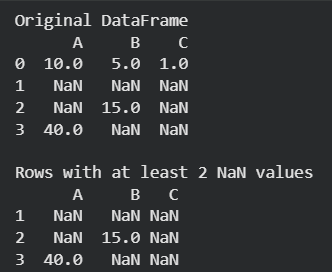 Original DataFrame
      A     B    C
0  10.0   5.0  1.0
1   NaN   NaN  NaN
2   NaN  15.0  NaN
3  40.0   NaN  NaN

Rows with at least 2 NaN values
      A     B   C
1   NaN   NaN NaN
2   NaN  15.0 NaN
3  40.0   NaN NaN